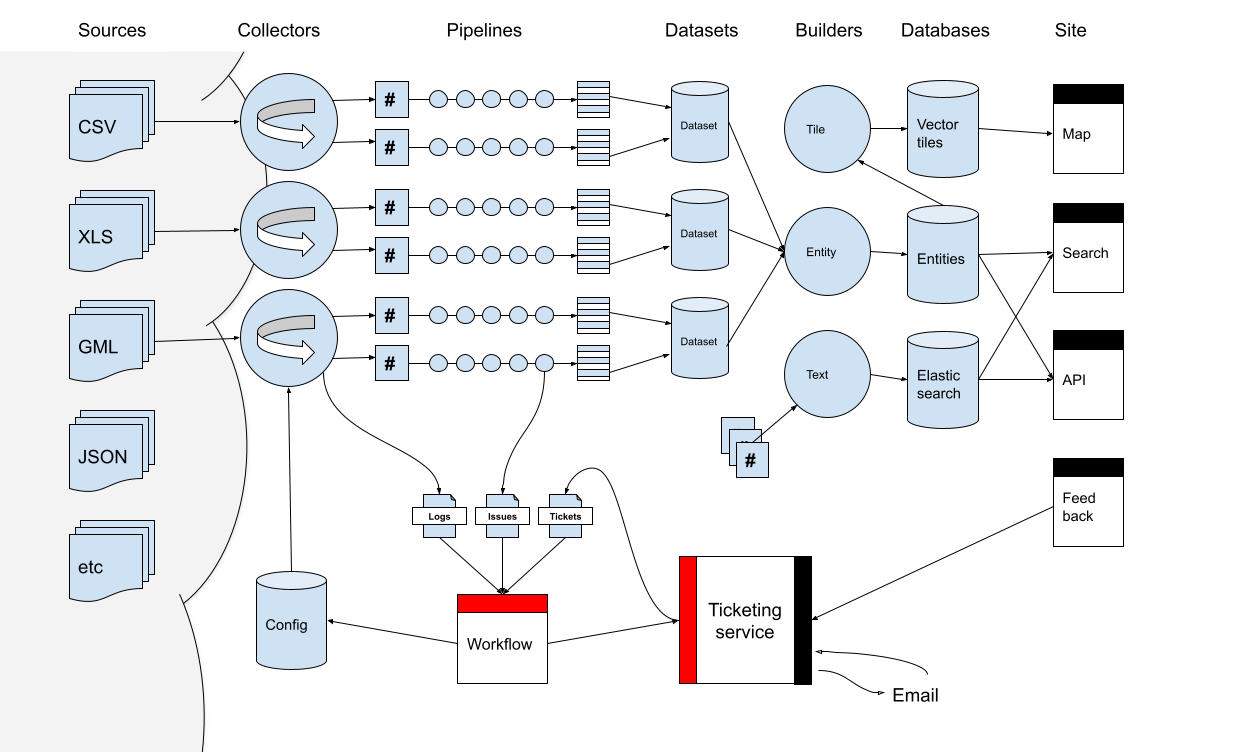 Sources
Collectors
Pipelines
Datasets
Builders
Databases
Site
CSV
#
#
Dataset
Tile
Vector
tiles
Map
XLS
#
#
Dataset
Entity
Entities
Search
GML
#
#
Dataset
Text
Elastic
search
API
JSON
#
Feed
back
Logs
Issues
Tickets
etc
Config
Workflow
Ticketing
service
Email